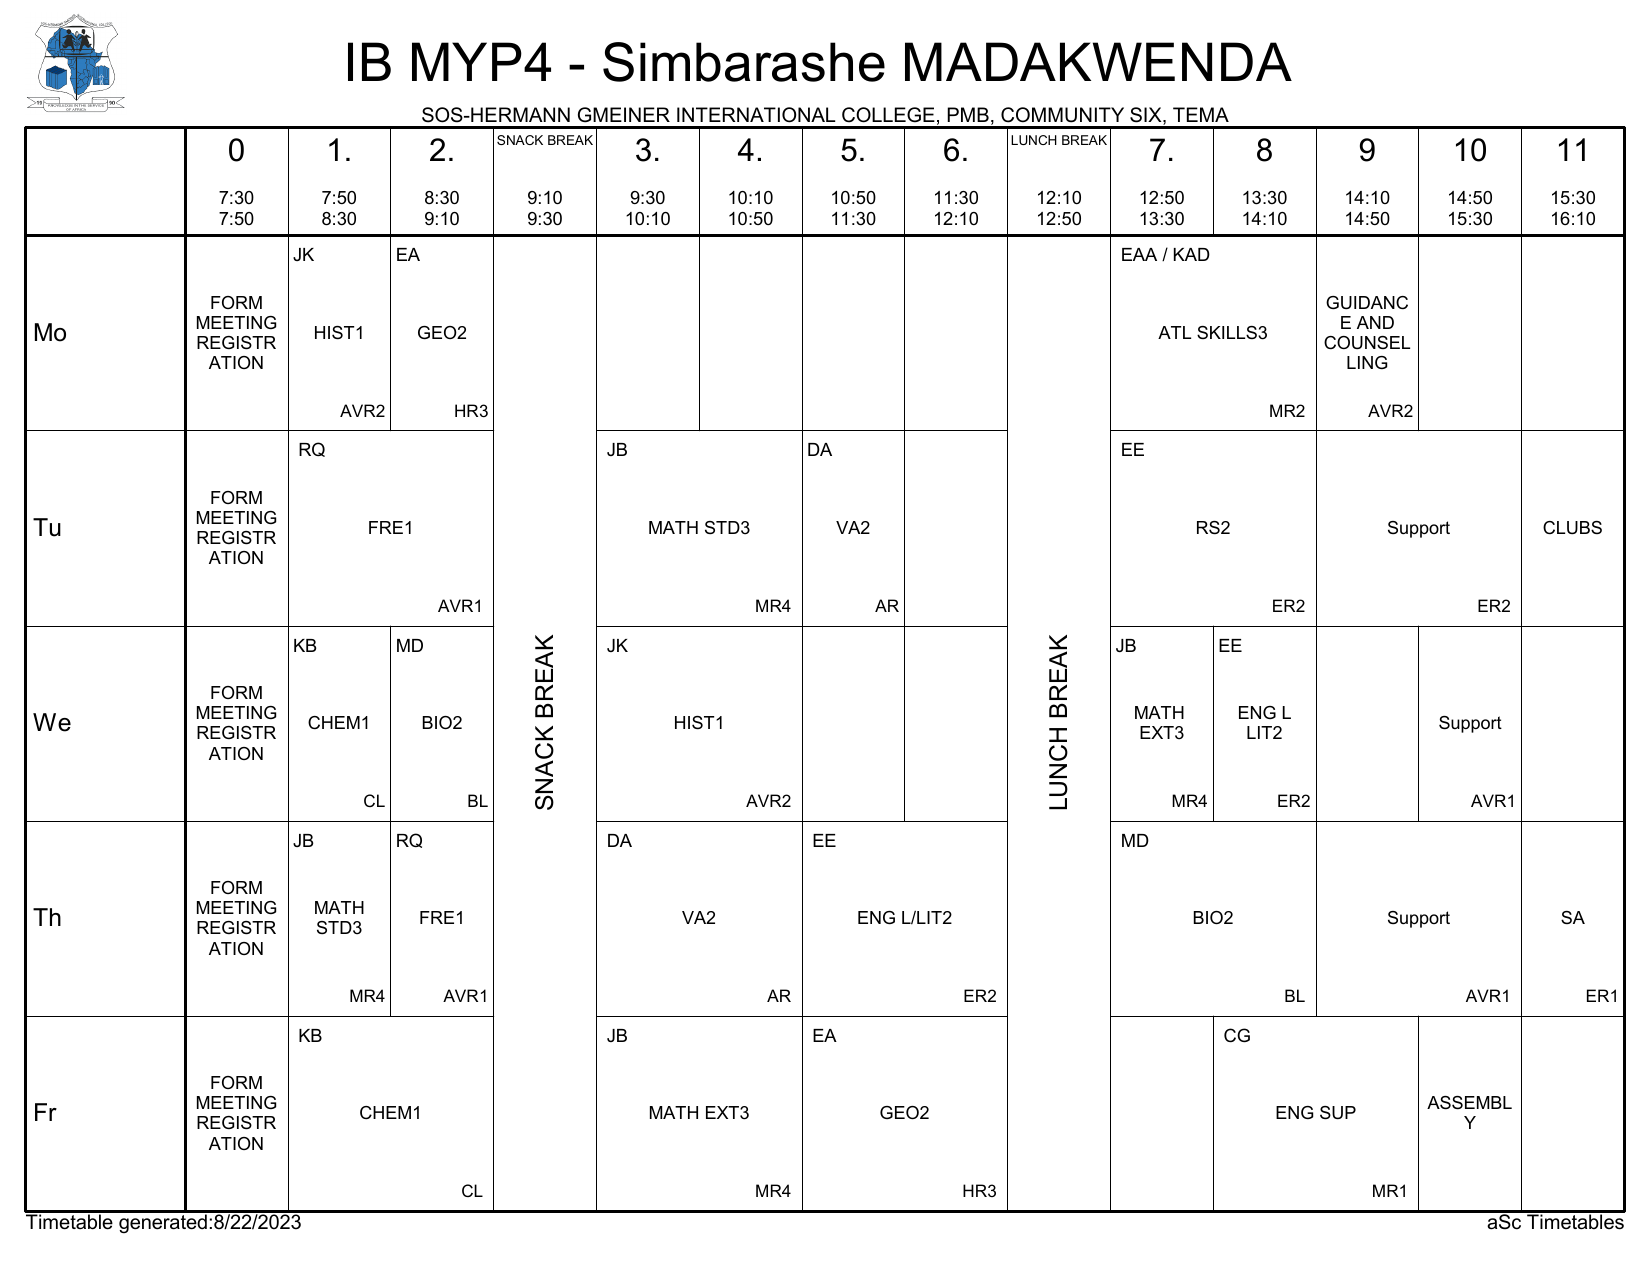 IB MYP4 - Simbarashe MADAKWENDA
SOS-HERMANN GMEINER INTERNATIONAL COLLEGE, PMB, COMMUNITY SIX, TEMA
KNOWLEDGE IN THE SERVICE
OF AFRICA
19 90
0 1. 2. SNACK BREAK 3. 4. 5. 6. LUNCH BREAK 7. 8 9 10 11
7:30 7:50 8:30 9:10 9:30 10:10 10:50 11:30 12:10 12:50 13:30 14:10 14:50 15:30
7:50 8:30 9:10 9:30 10:10 10:50 11:30 12:10 12:50 13:30 14:10 14:50 15:30 16:10
SNACK BREAK
LUNCH BREAK
Mo
FORM
MEETING
REGISTR
ATION
JK
HIST1
AVR2
EA
GEO2
HR3
EAA / KAD
ATL SKILLS3
MR2
GUIDANC
E AND
COUNSEL
LING
AVR2
Tu
FORM
MEETING
REGISTR
ATION
RQ
FRE1
AVR1
JB
MATH STD3
MR4
DA
VA2
AR
EE
RS2
ER2
Support
ER2
CLUBS
We
FORM
MEETING
REGISTR
ATION
KB
CHEM1
CL
MD
BIO2
BL
JK
HIST1
AVR2
JB
MATH
EXT3
MR4
EE
ENG L
LIT2
ER2
Support
AVR1
Th
FORM
MEETING
REGISTR
ATION
JB
MATH
STD3
MR4
RQ
FRE1
AVR1
DA
VA2
AR
EE
ENG L/LIT2
ER2
MD
BIO2
BL
Support
AVR1
SA
ER1
Fr
FORM
MEETING
REGISTR
ATION
KB
CHEM1
CL
JB
MATH EXT3
MR4
EA
GEO2
HR3
CG
ENG SUP
MR1
ASSEMBL
Y
Timetable generated:8/22/2023
aSc Timetables